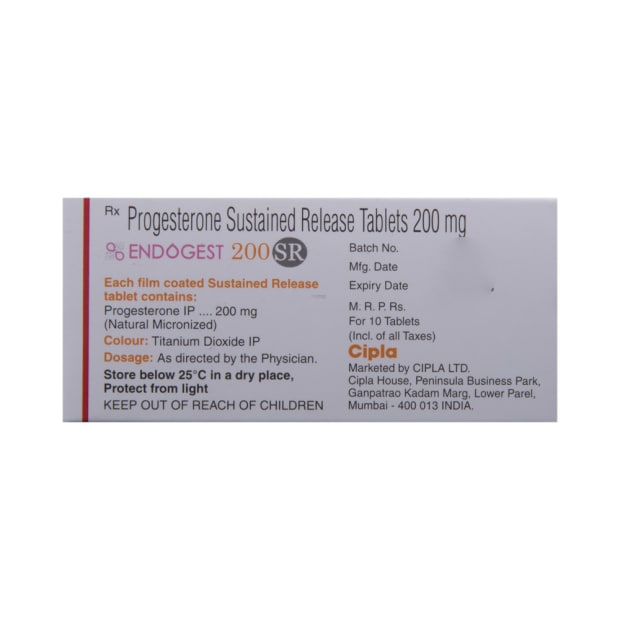 Rx Progesterone Sustained Release Tablets 200 mg
ENDOGEST 200 SR
Each film coated Sustained Release
tablet contains:
Progesterone IP .... 200 mg
(Natural Micronized)
Colour: Titanium Dioxide IP
Dosage: As directed by the Physician.
Store below 25°C in a dry place,
Protect from light
KEEP OUT OF REACH OF CHILDREN
Batch No.
Mfg. Date
Expiry Date
M. R. P. Rs.
For 10 Tablets
(Incl. of all Taxes)
Cipla
Marketed by CIPLA LTD.
Cipla House, Peninsula Business Park,
Ganpatrao Kadam Marg, Lower Parel,
Mumbai - 400 013 INDIA.